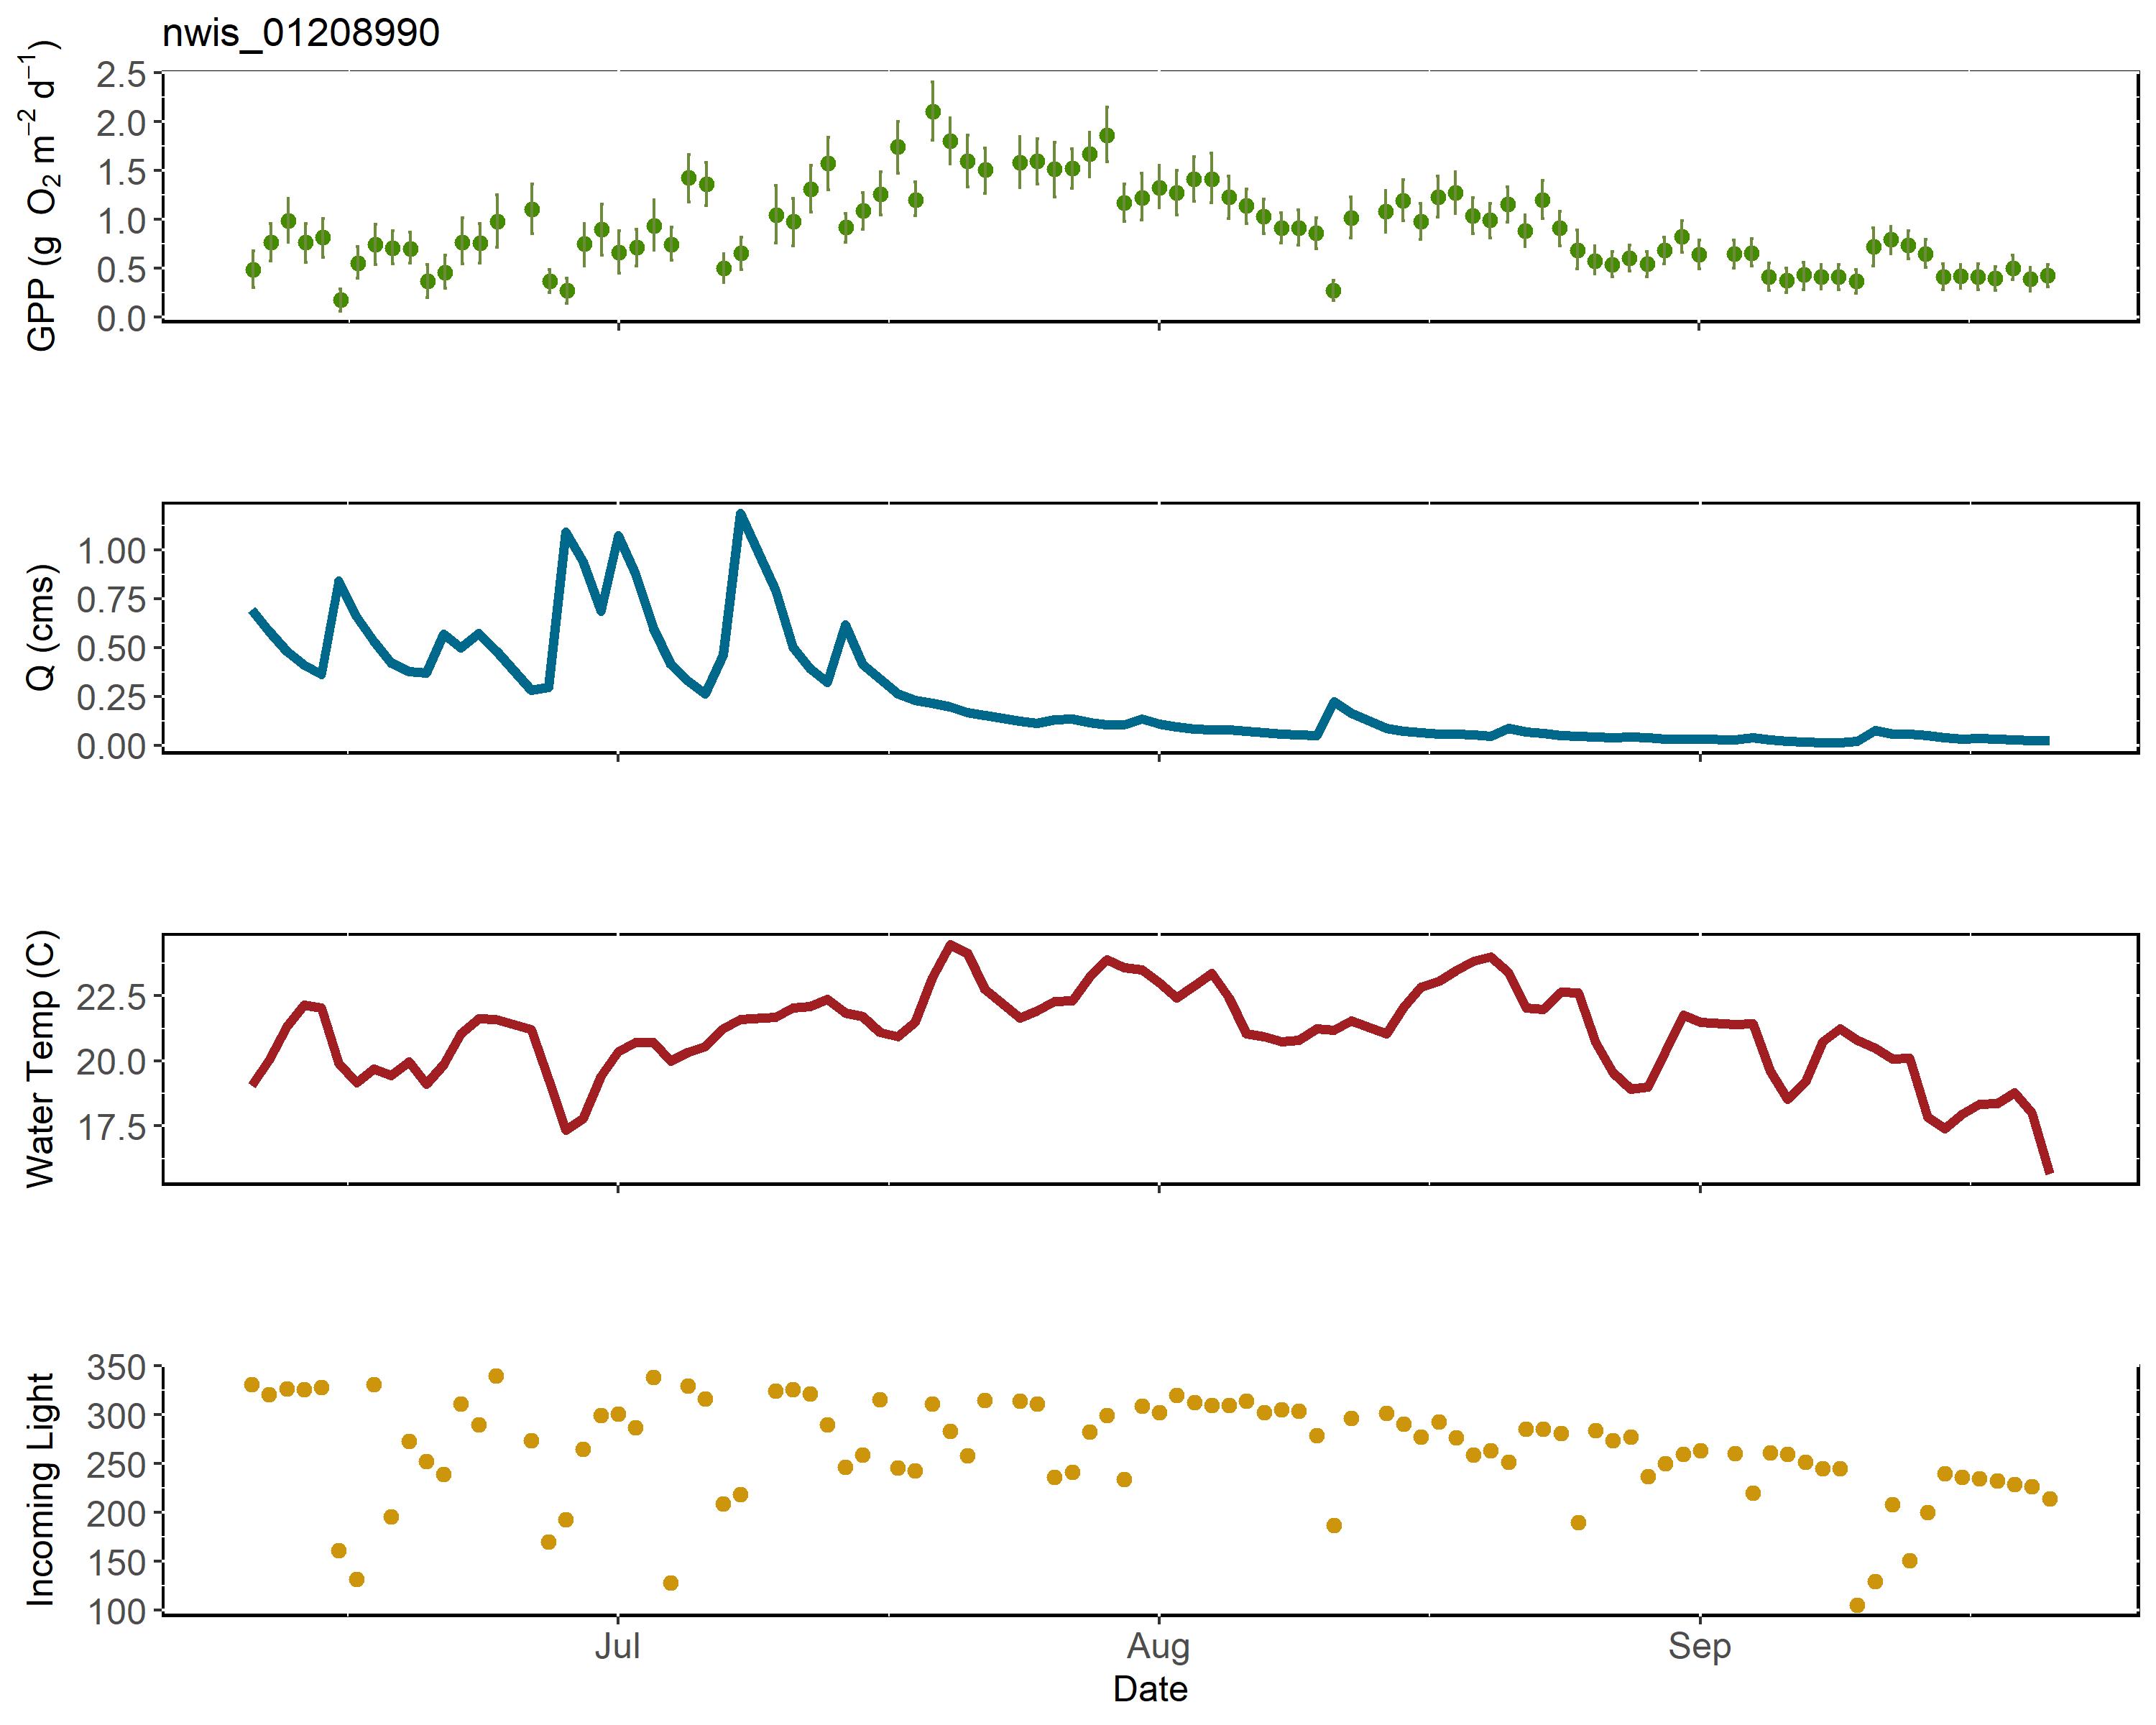 nwis_01208990
GPP (g O₂ m⁻² d⁻¹)
2.5
2.0
1.5
1.0
0.5
0.0
Q (cms)
1.00
0.75
0.50
0.25
0.00
Water Temp (C)
22.5
20.0
17.5
Incoming Light
350
300
250
200
150
100
Jul Aug Sep
Date